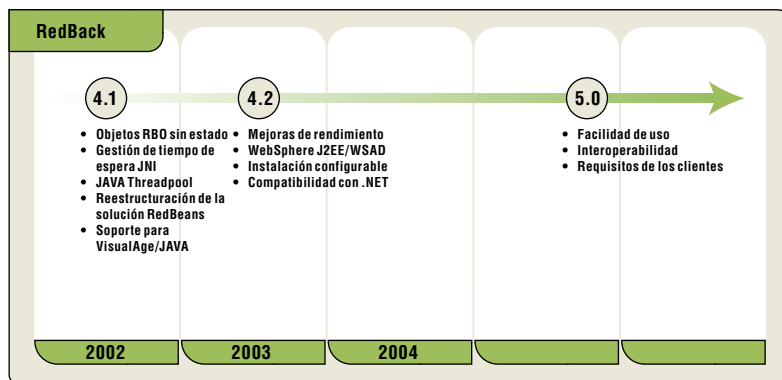 RedBack
4.1
4.2
5.0
• Objetos RBO sin estado
• Gestión de tiempo de
espera JNI
• JAVA Threadpool
• Reestructuración de la
solución RedBeans
• Soporte para
VisualAge/JAVA
• Mejoras de rendimiento
• WebSphere J2EE/WSAD
• Instalación configurable
• Compatibilidad con .NET
• Facilidad de uso
• Interoperabilidad
• Requisitos de los clientes
2002
2003
2004